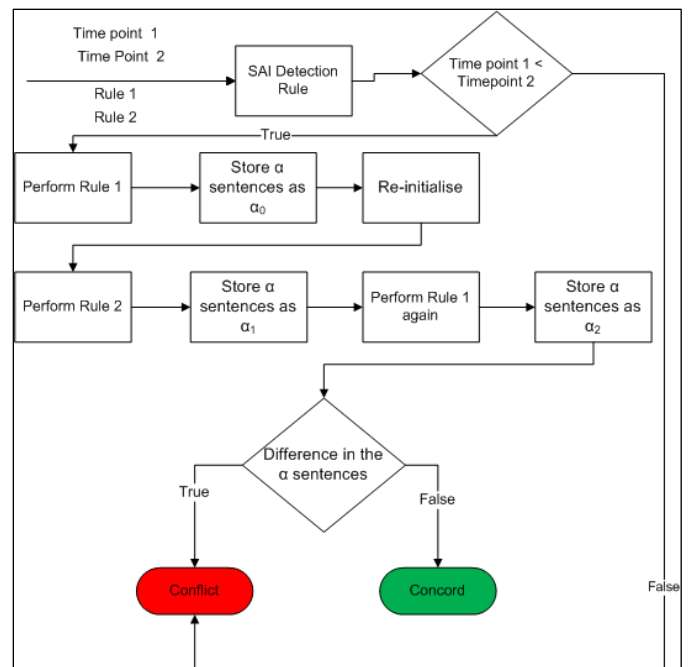 Time point 1
Time Point 2
Rule 1
Rule 2
SAI Detection
Rule
Time point 1 <
Timepoint 2
True
Perform Rule 1
Store α
sentences as
α₀
Re-initialise
Perform Rule 2
Store α
sentences as
α₁
Perform Rule 1
again
Store α
sentences as
α₂
Difference in the
α sentences
True
False
Conflict
Concord
False